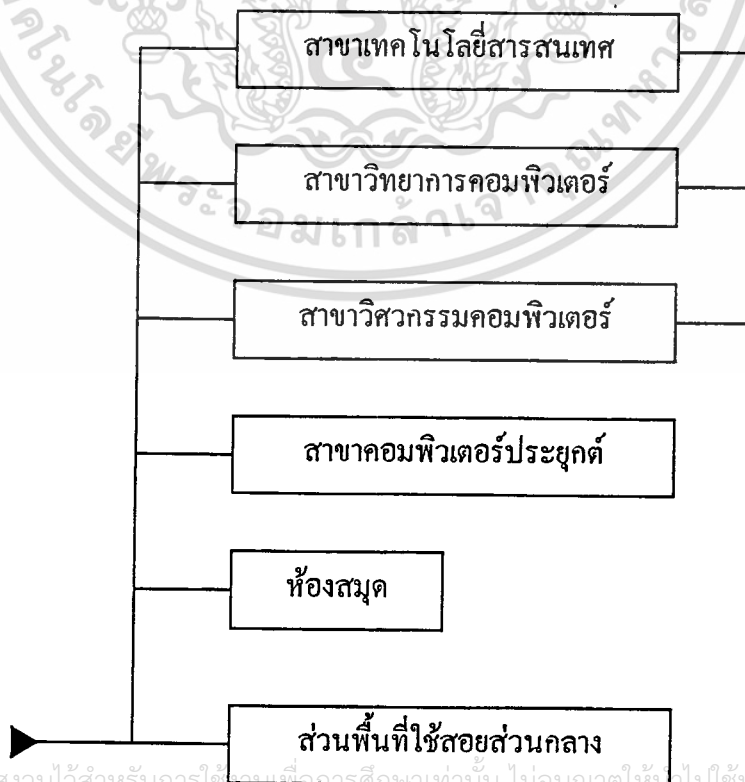 สาขาเทคโนโลยีสารสนเทศ
สาขาวิทยาการคอมพิวเตอร์
สาขาวิศวกรรมคอมพิวเตอร์
สาขาคอมพิวเตอร์ประยุกต์
ห้องสมุด
ส่วนพื้นที่ใช้สอยส่วนกลาง